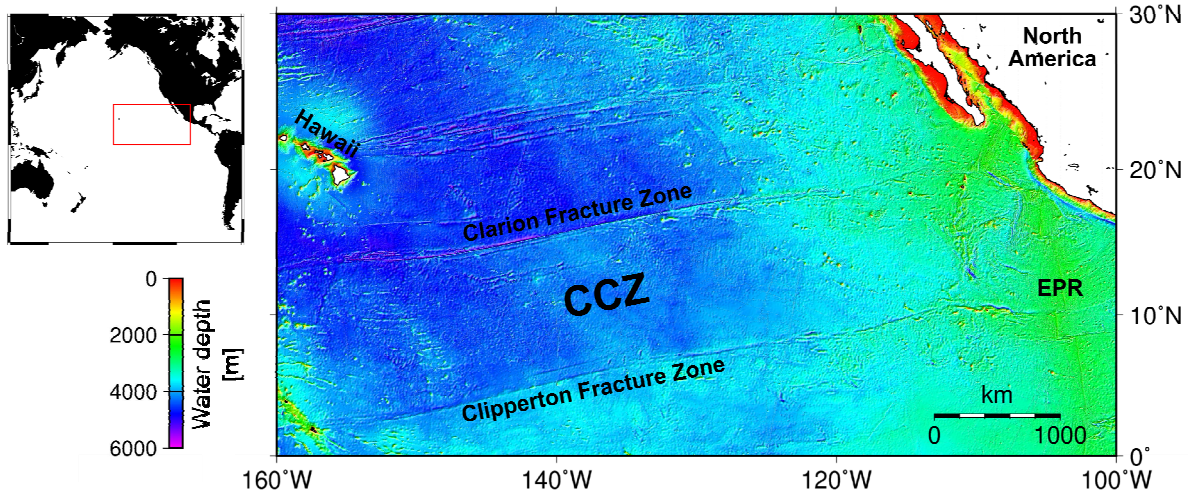 North
America
Hawaii
Clarion Fracture Zone
CCZ
EPR
Clipperton Fracture Zone
km
0 1000
30°N
20°N
10°N
0°
160°W 140°W 120°W 100°W
0
2000
4000
6000
Water depth
[m]